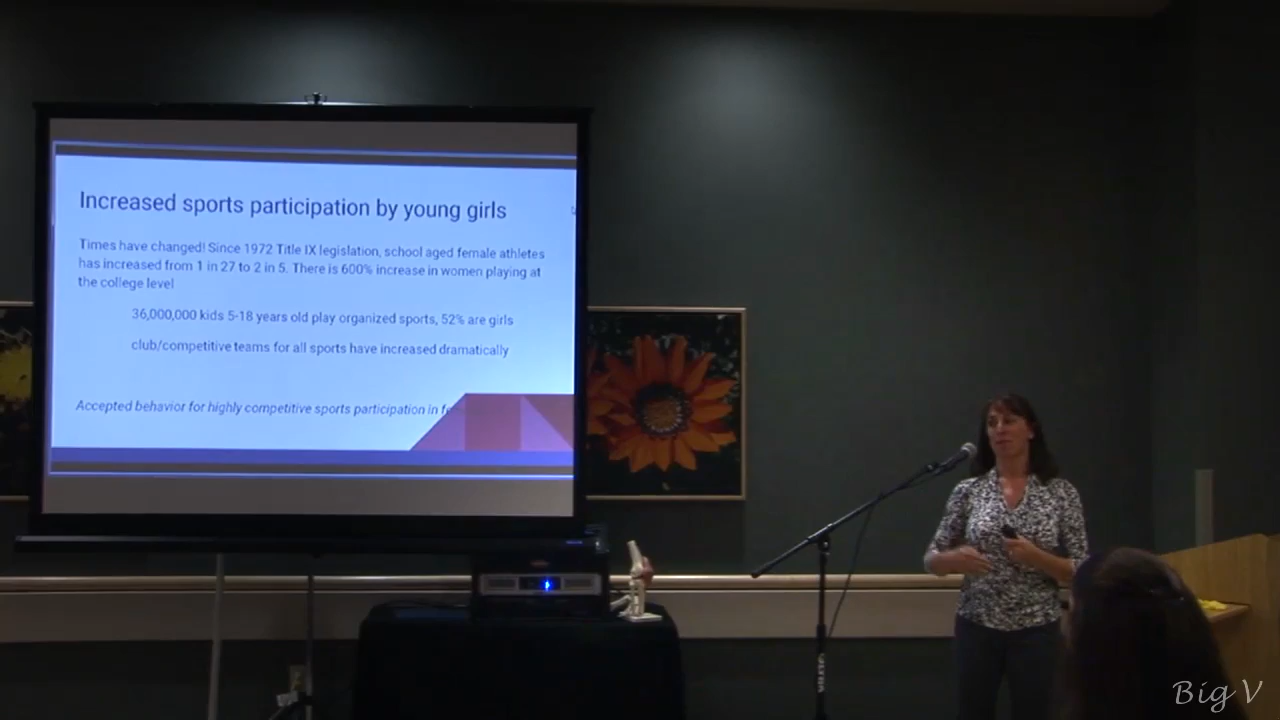 Increased sports participation by young girls
Times have changed! Since 1972 Title IX legislation, school aged female athletes
has increased from 1 in 27 to 2 in 5. There is 600% increase in women playing at
the college level
36,000,000 kids 5-18 years old play organized sports, 52% are girls
club/competitive teams for all sports have increased dramatically
Accepted behavior for highly competitive sports participation in
ULTRA
Big V